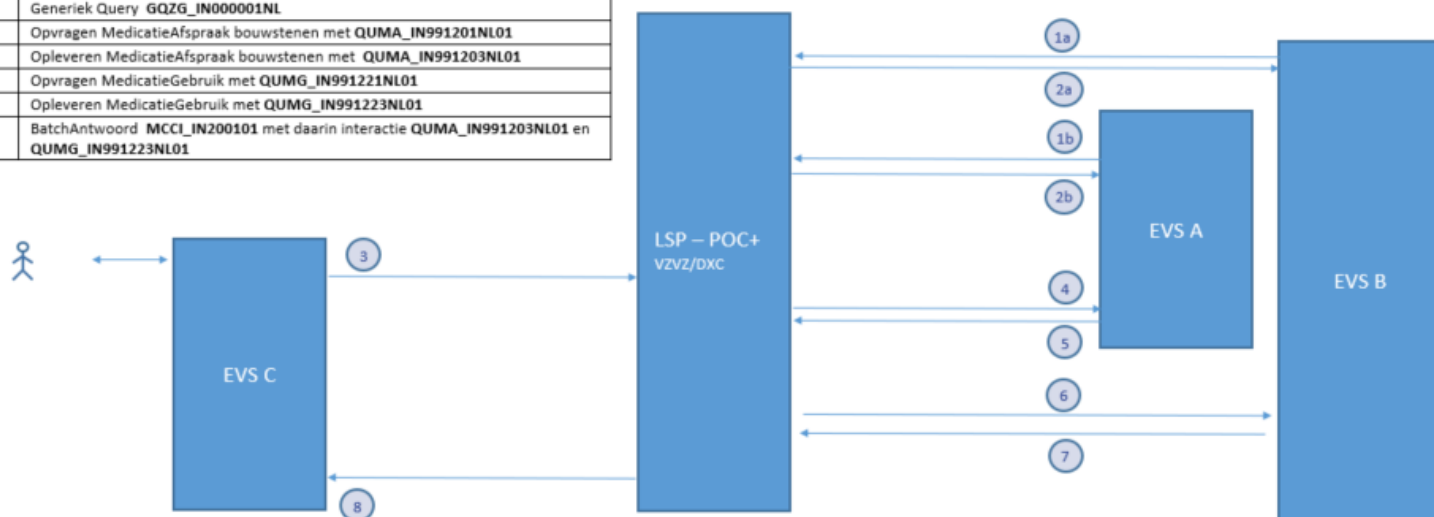 Generiek Query GQZG_IN000001NL
Opvragen MedicatieAfspraak bouwstenen met QUMA_IN991201NL01
Opleveren MedicatieAfspraak bouwstenen met QUMA_IN991203NL01
Opvragen MedicatieGebruik met QUMG_IN991221NL01
Opleveren MedicatieGebruik met QUMG_IN991223NL01
BatchAntwoord MCCI_IN200101 met daarin interactie QUMA_IN991203NL01 en
QUMG_IN991223NL01
1a
2a
1b
2b
EVS A
LSP – POC+
VZVZ/DXC
3
EVS B
4
5
EVS C
6
7
8